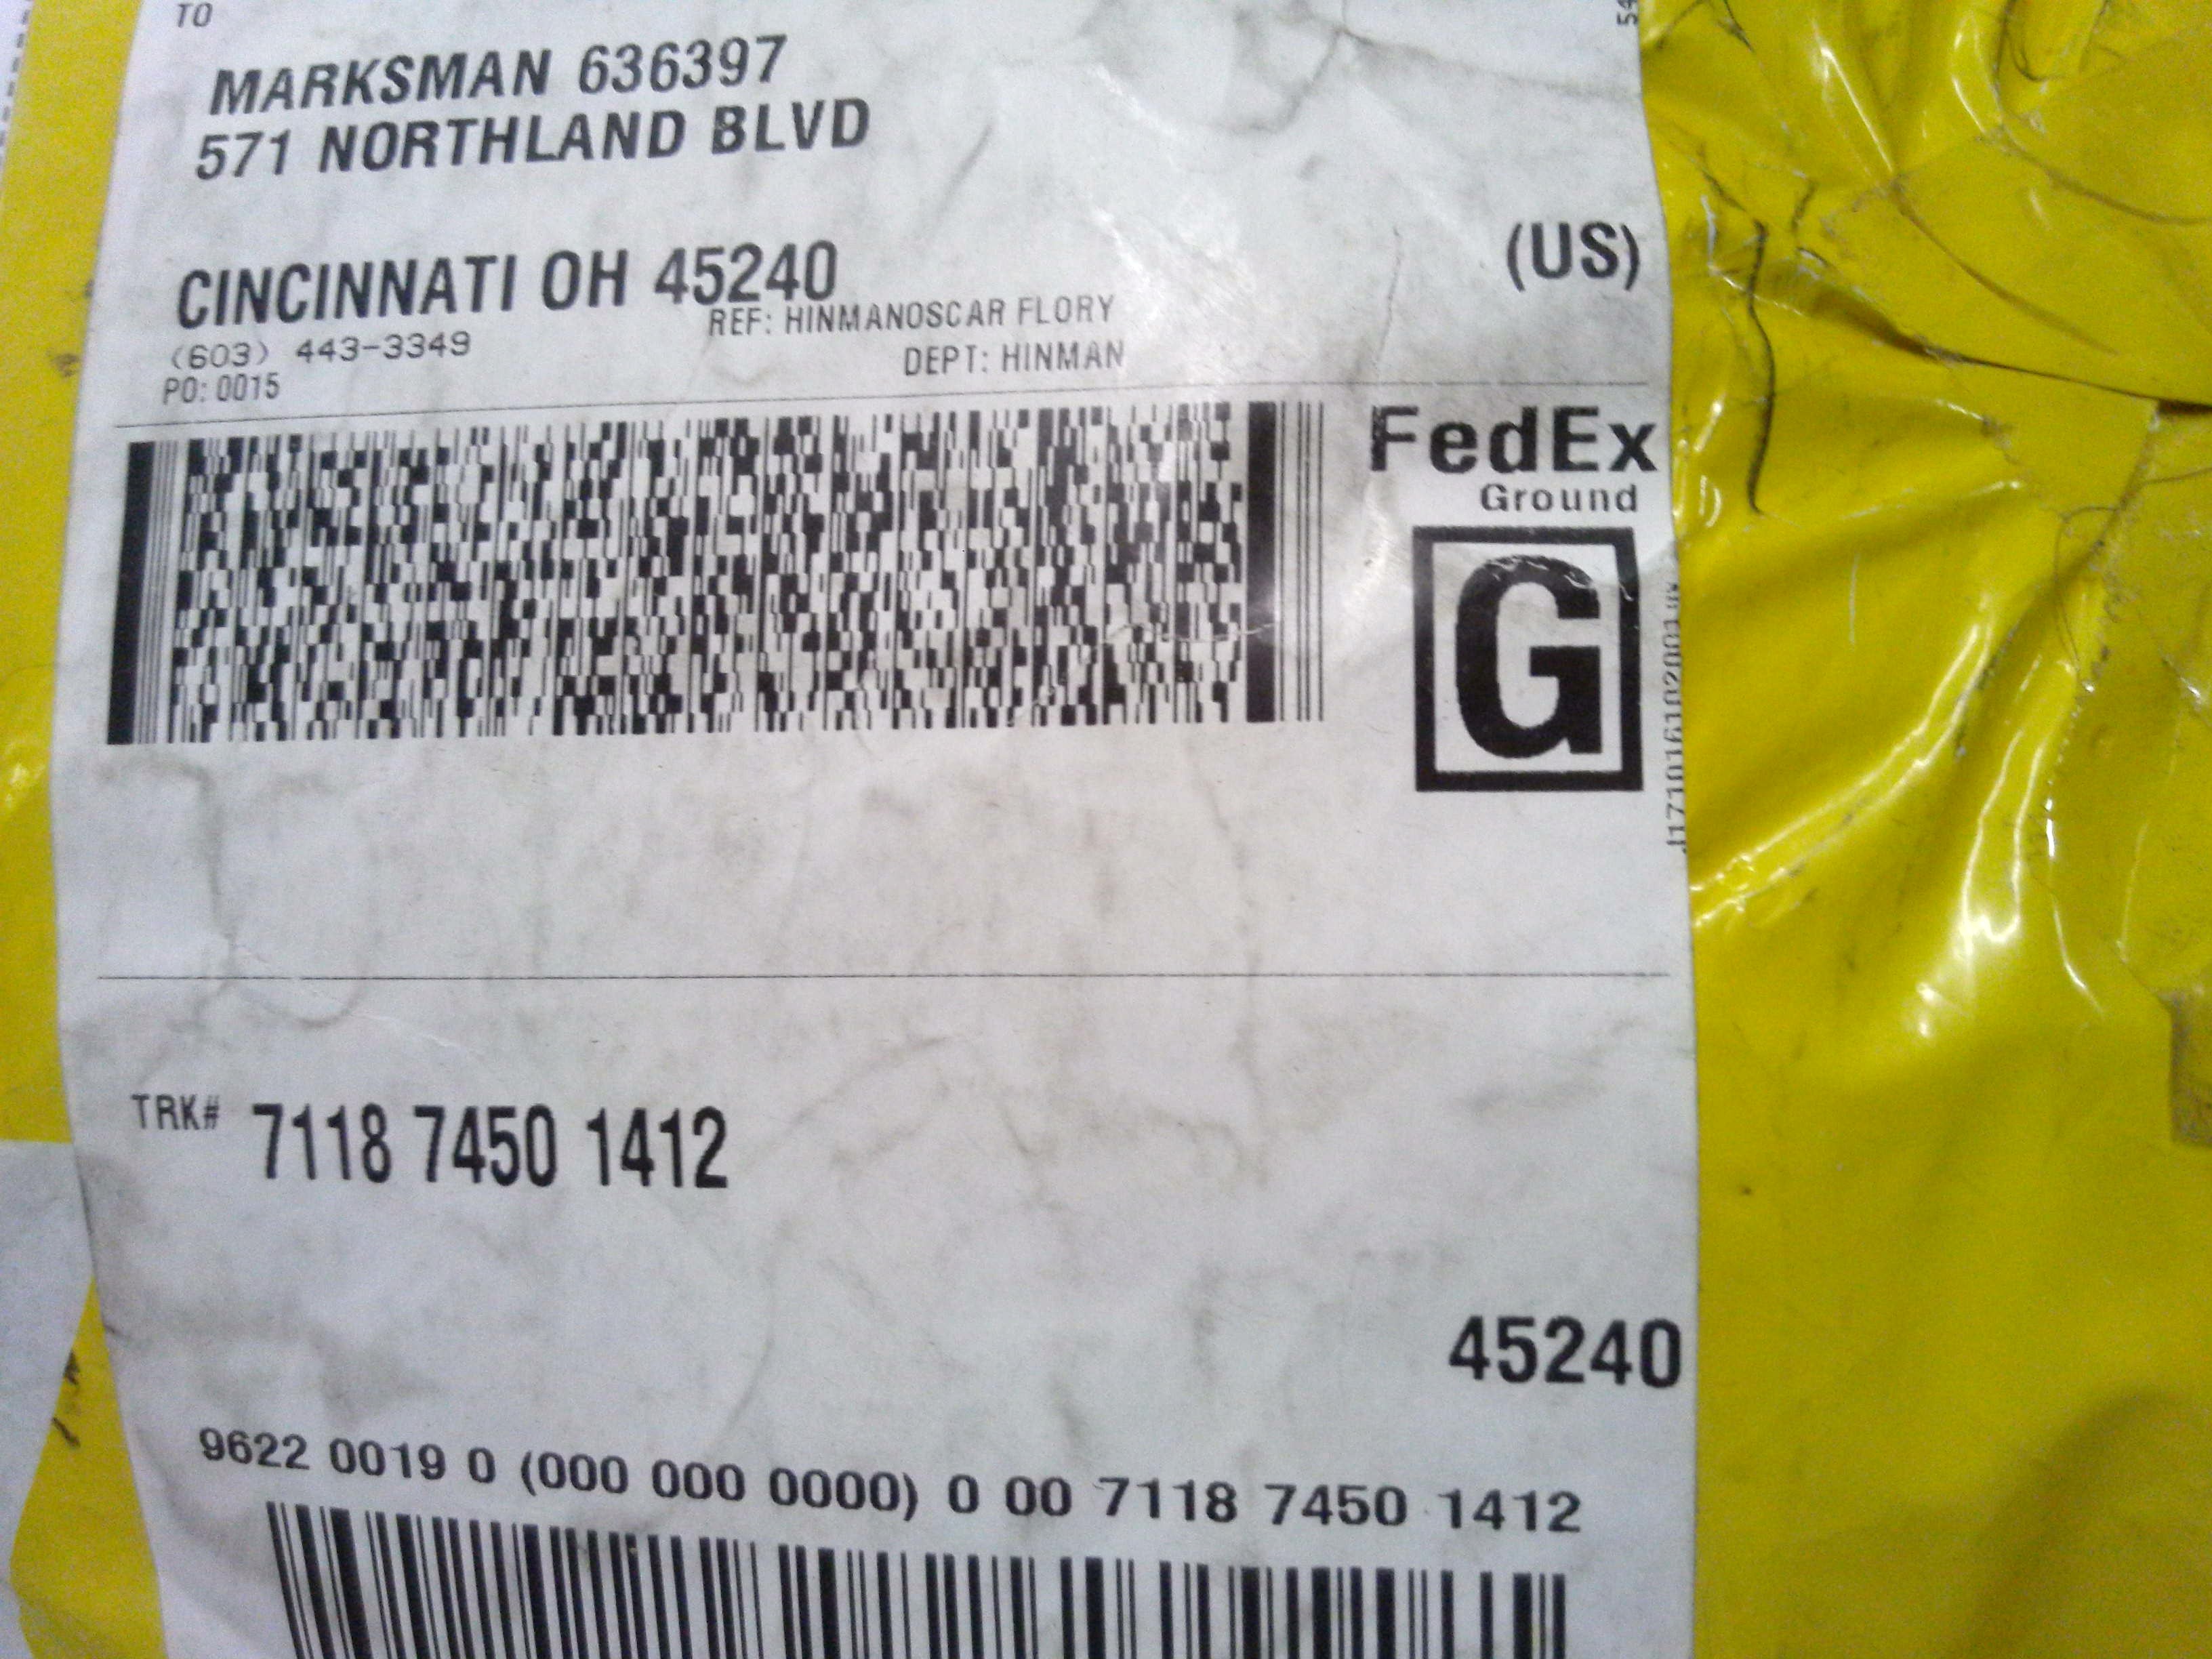 TO
MARKSMAN 636397
571 NORTHLAND BLVD
CINCINNATI OH 45240
(US)
(603) 443-3349
REF: HINMANOSCAR FLORY
PO: 0015
DEPT: HINMAN
FedEx
Ground
G
TRK# 7118 7450 1412
45240
9622 0019 0 (000 000 0000) 0 00 7118 7450 1412